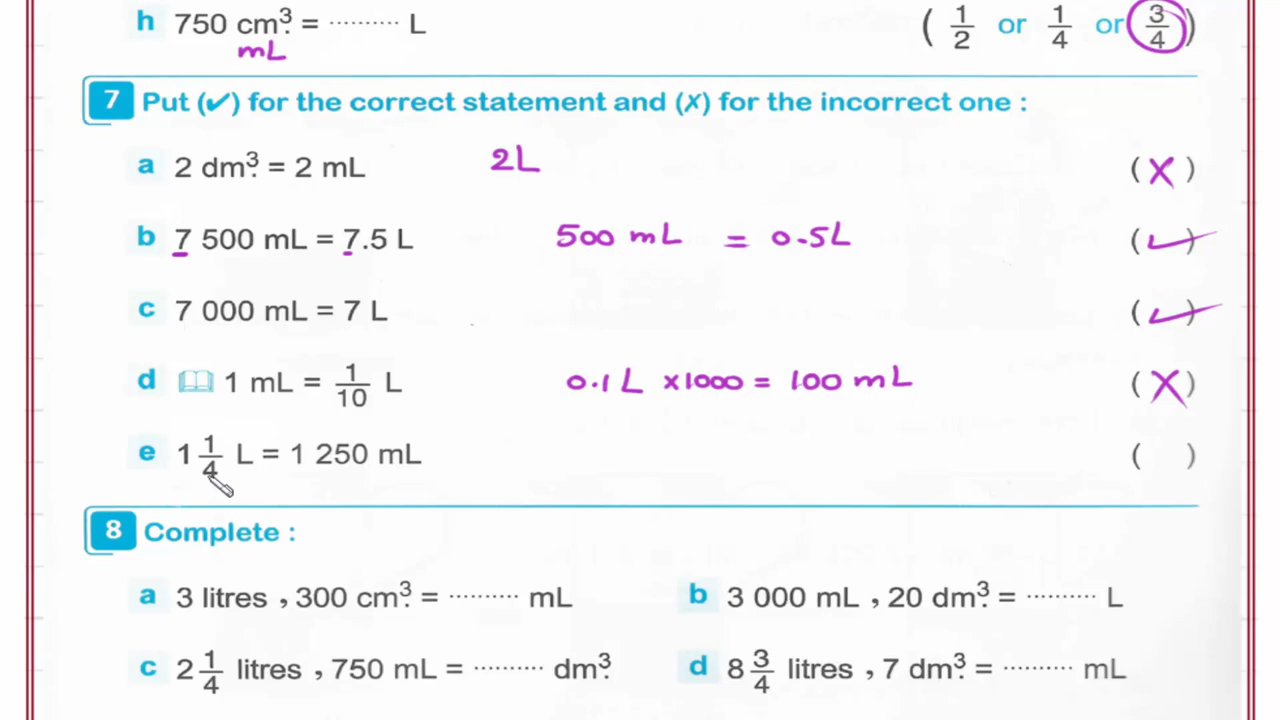 h 750 cm³. = ·········· L ( 1/2 or 1/4 or 3/4 )
mL
7 Put (✔) for the correct statement and (✗) for the incorrect one :
a 2 dm³. = 2 mL 2L ( X )
b 7 500 mL = 7.5 L 500 mL = 0.5L ( ✓ )
c 7 000 mL = 7 L ( ✓ )
d 1 mL = 1/10 L 0.1 L ×1000 = 100 mL ( X )
e 1 1/4 L = 1 250 mL ( )
8 Complete :
a 3 litres , 300 cm³. = ·········· mL b 3 000 mL , 20 dm³. = ·········· L
c 2 1/4 litres , 750 mL = ·········· dm³. d 8 3/4 litres , 7 dm³. = ·········· mL